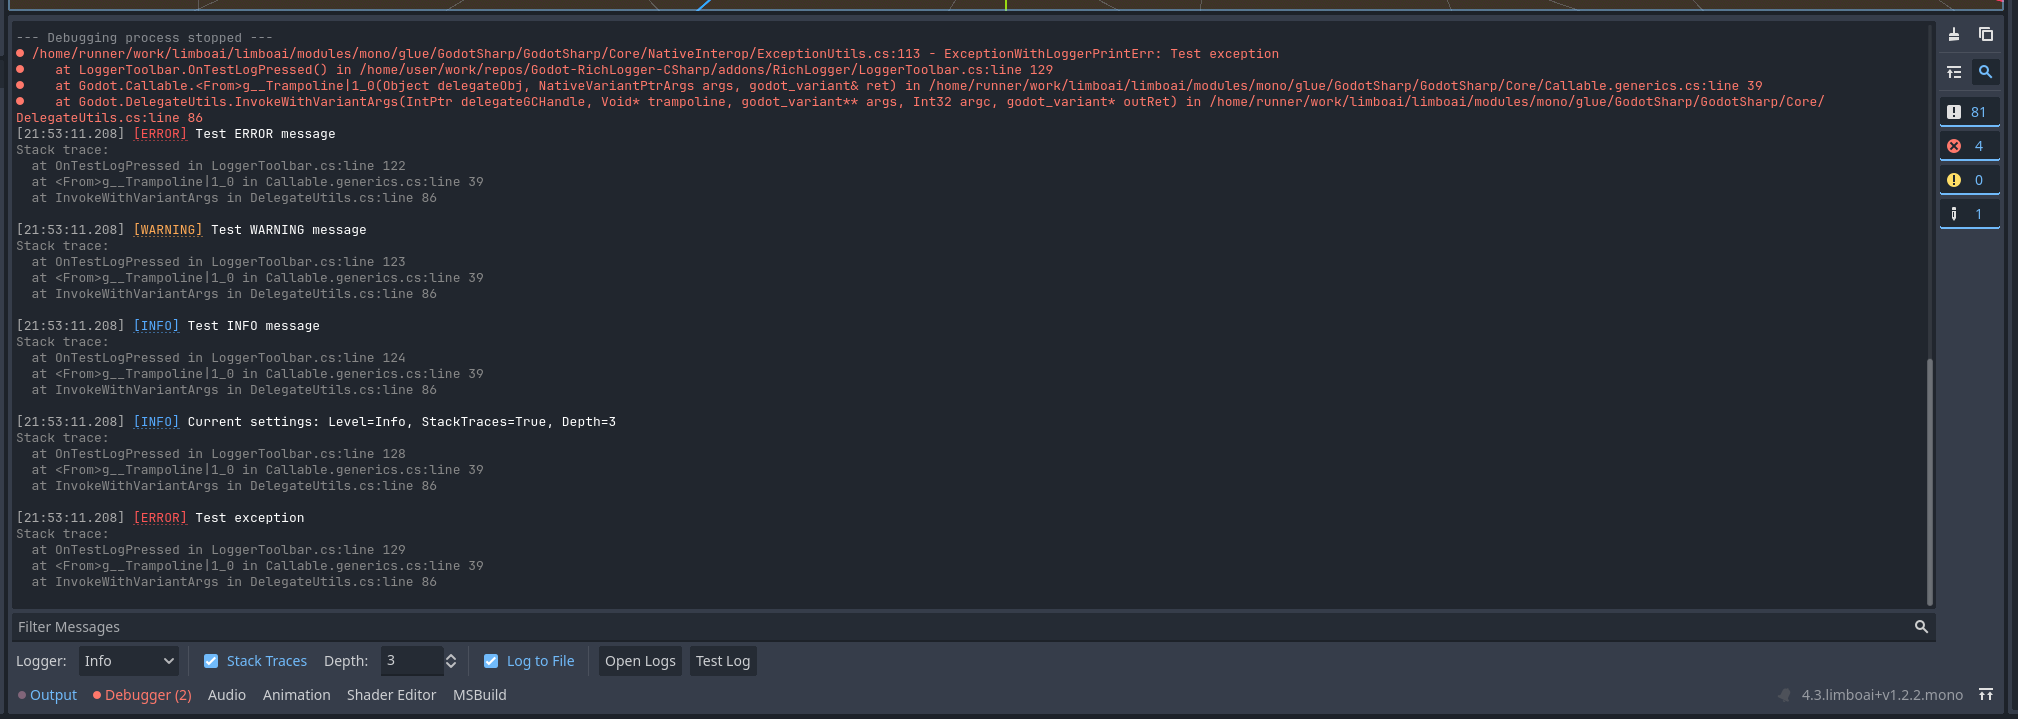 --- Debugging process stopped ---
/home/runner/work/limboai/limboai/modules/mono/glue/GodotSharp/GodotSharp/Core/NativeInterop/ExceptionUtils.cs:113 - ExceptionWithLoggerPrintErr: Test exception
at LoggerToolbar.OnTestLogPressed() in /home/user/work/repos/Godot-RichLogger-CSharp/addons/RichLogger/LoggerToolbar.cs:line 129
at Godot.Callable.<From>g__Trampoline|1_0(Object delegateObj, NativeVariantPtrArgs args, godot_variant& ret) in /home/runner/work/limboai/limboai/modules/mono/glue/GodotSharp/GodotSharp/Core/Callable.generics.cs:line 39
at Godot.DelegateUtils.InvokeWithVariantArgs(IntPtr delegateGCHandle, Void* trampoline, godot_variant** args, Int32 argc, godot_variant* outRet) in /home/runner/work/limboai/limboai/modules/mono/glue/GodotSharp/GodotSharp/Core/
DelegateUtils.cs:line 86
[21:53:11.208] [ERROR] Test ERROR message
Stack trace:
at OnTestLogPressed in LoggerToolbar.cs:line 122
at <From>g__Trampoline|1_0 in Callable.generics.cs:line 39
at InvokeWithVariantArgs in DelegateUtils.cs:line 86
[21:53:11.208] [WARNING] Test WARNING message
Stack trace:
at OnTestLogPressed in LoggerToolbar.cs:line 123
at <From>g__Trampoline|1_0 in Callable.generics.cs:line 39
at InvokeWithVariantArgs in DelegateUtils.cs:line 86
[21:53:11.208] [INFO] Test INFO message
Stack trace:
at OnTestLogPressed in LoggerToolbar.cs:line 124
at <From>g__Trampoline|1_0 in Callable.generics.cs:line 39
at InvokeWithVariantArgs in DelegateUtils.cs:line 86
[21:53:11.208] [INFO] Current settings: Level=Info, StackTraces=True, Depth=3
Stack trace:
at OnTestLogPressed in LoggerToolbar.cs:line 128
at <From>g__Trampoline|1_0 in Callable.generics.cs:line 39
at InvokeWithVariantArgs in DelegateUtils.cs:line 86
[21:53:11.208] [ERROR] Test exception
Stack trace:
at OnTestLogPressed in LoggerToolbar.cs:line 129
at <From>g__Trampoline|1_0 in Callable.generics.cs:line 39
at InvokeWithVariantArgs in DelegateUtils.cs:line 86
81
4
0
1
Filter Messages
Logger: Info Stack Traces Depth: 3 Log to File Open Logs Test Log
Output Debugger (2) Audio Animation Shader Editor MSBuild 4.3.limboai+v1.2.2.mono